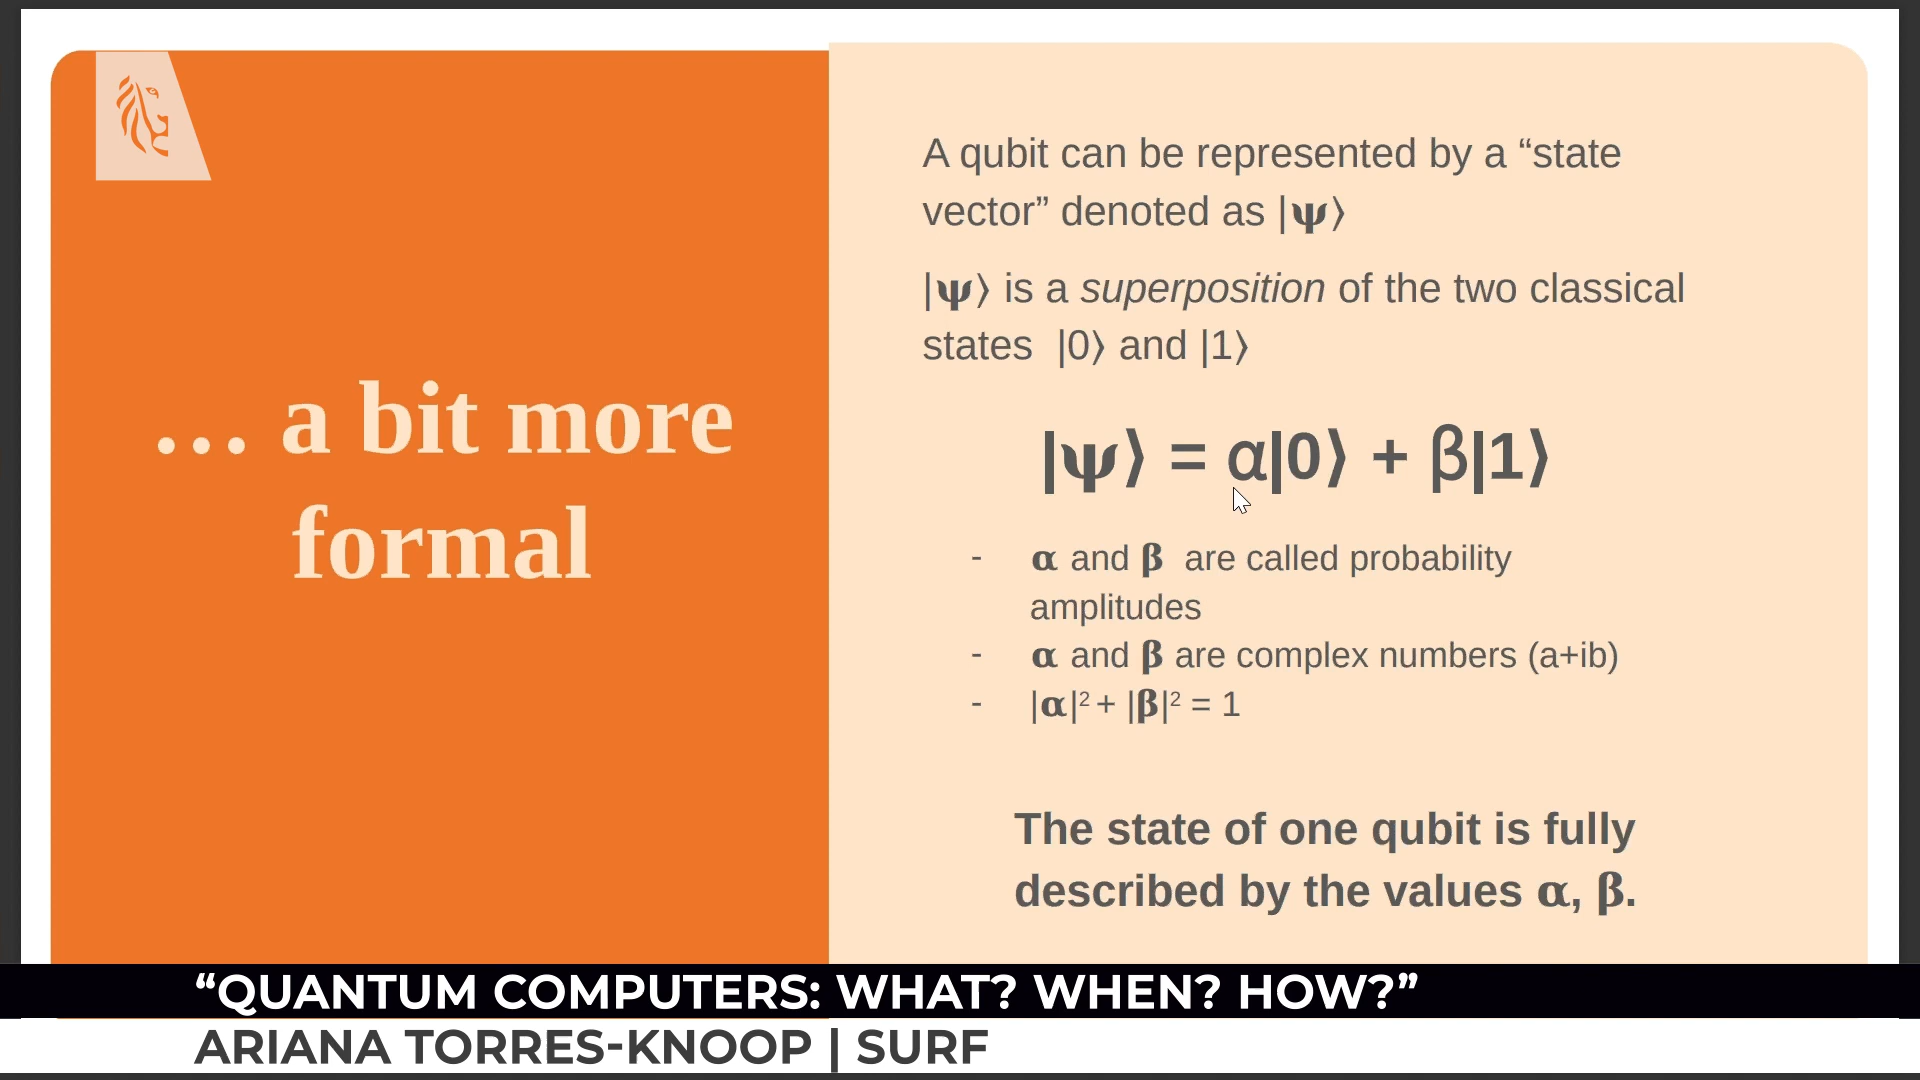 … a bit more
formal
A qubit can be represented by a “state
vector” denoted as |ψ⟩
|ψ⟩ is a superposition of the two classical
states  |0⟩ and |1⟩
|ψ⟩ = α|0⟩ + β|1⟩
- α and β  are called probability
amplitudes
- α and β are complex numbers (a+ib)
- |α|² + |β|² = 1
The state of one qubit is fully
described by the values α, β.
“QUANTUM COMPUTERS: WHAT? WHEN? HOW?”
ARIANA TORRES-KNOOP | SURF